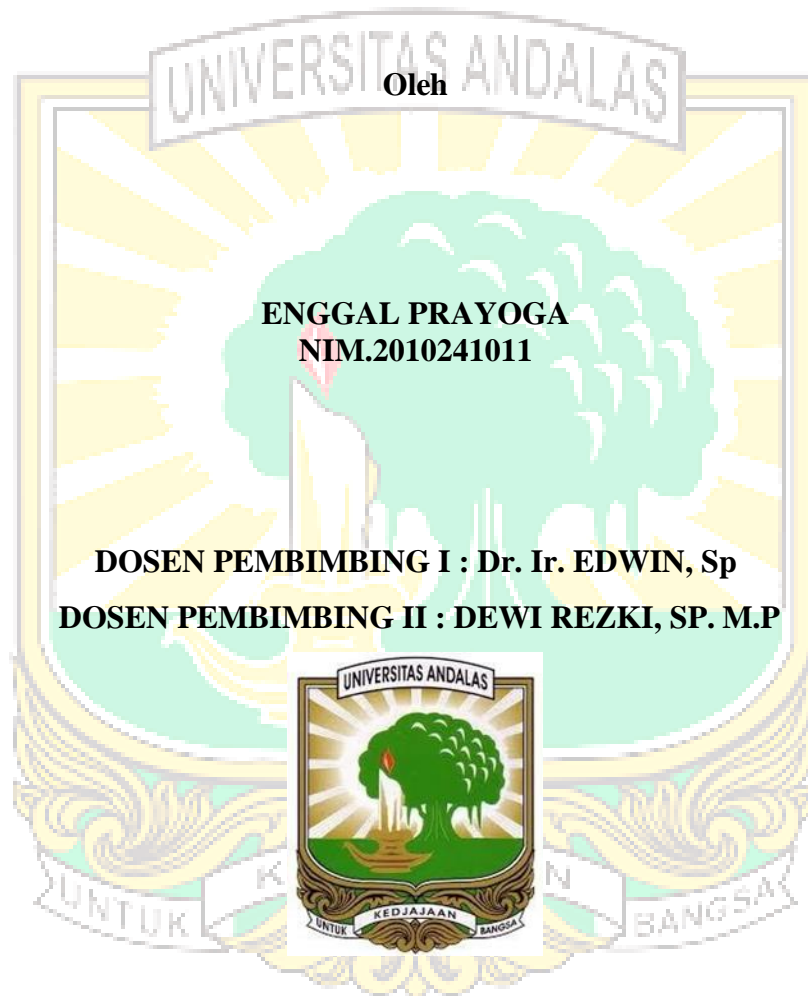 UNIVERSITAS ANDALAS
Oleh
ENGGAL PRAYOGA
NIM.2010241011
DOSEN PEMBIMBING I : Dr. Ir. EDWIN, Sp
DOSEN PEMBIMBING II : DEWI REZKI, SP. M.P
UNIVERSITAS ANDALAS
UNTUK KEDJAJAAN BANGSA
UNTUK K N BANGSA